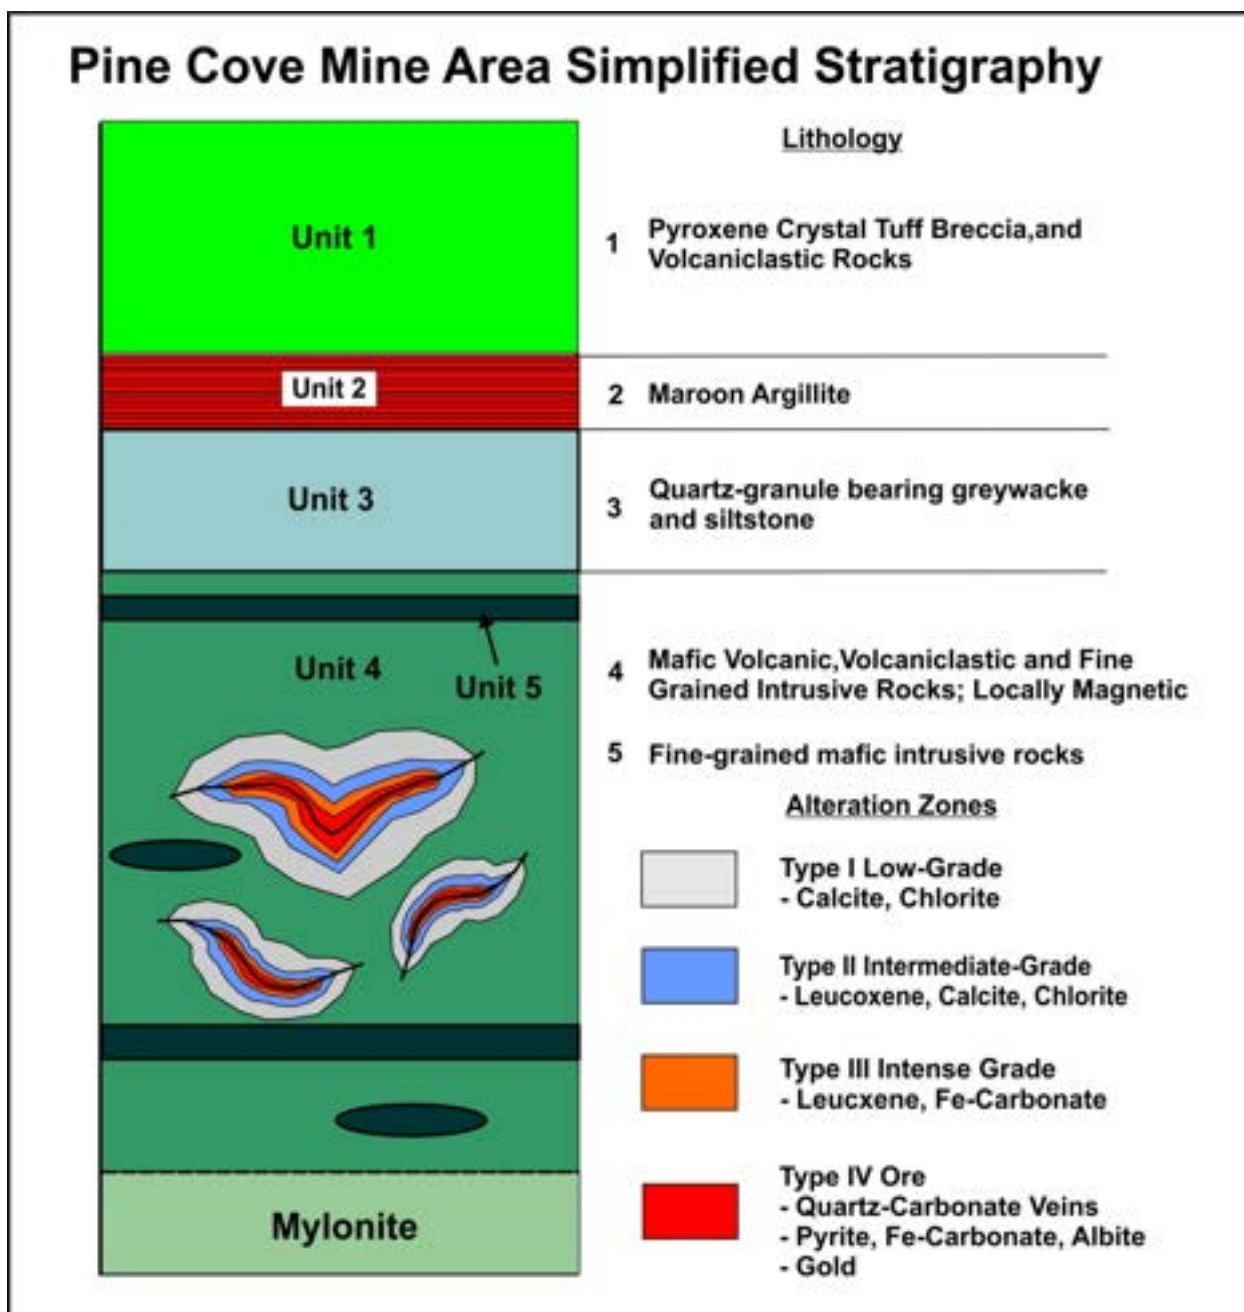 Pine Cove Mine Area Simplified Stratigraphy
Lithology
Unit 1
1 Pyroxene Crystal Tuff Breccia,and
Volcaniclastic Rocks
Unit 2
2 Maroon Argillite
Unit 3
3 Quartz-granule bearing greywacke
and siltstone
Unit 4
Unit 5
4 Mafic Volcanic,Volcaniclastic and Fine
Grained Intrusive Rocks; Locally Magnetic
5 Fine-grained mafic intrusive rocks
Alteration Zones
Type I Low-Grade
- Calcite, Chlorite
Type II Intermediate-Grade
- Leucoxene, Calcite, Chlorite
Type III Intense Grade
- Leucxene, Fe-Carbonate
Type IV Ore
- Quartz-Carbonate Veins
- Pyrite, Fe-Carbonate, Albite
- Gold
Mylonite